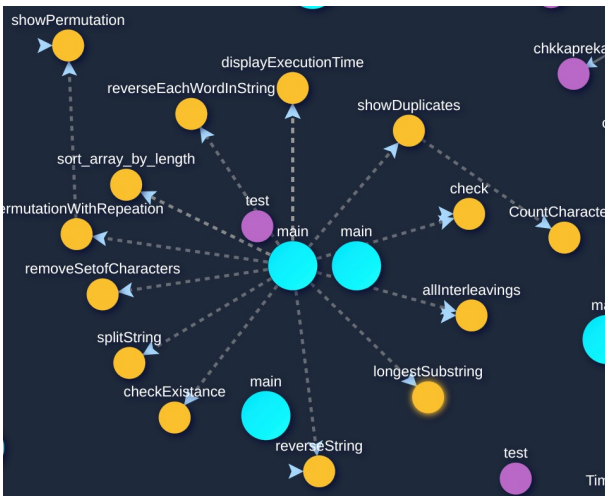 showPermutation
displayExecutionTime
chkkapreka
reverseEachWordInString
showDuplicates
sort_array_by_length
check
test
ermutationWithRepeation
CountCharacte
main
main
removeSetofCharacters
allInterleavings
ma
splitString
longestSubstring
main
checkExistance
reverseString
test
Tim